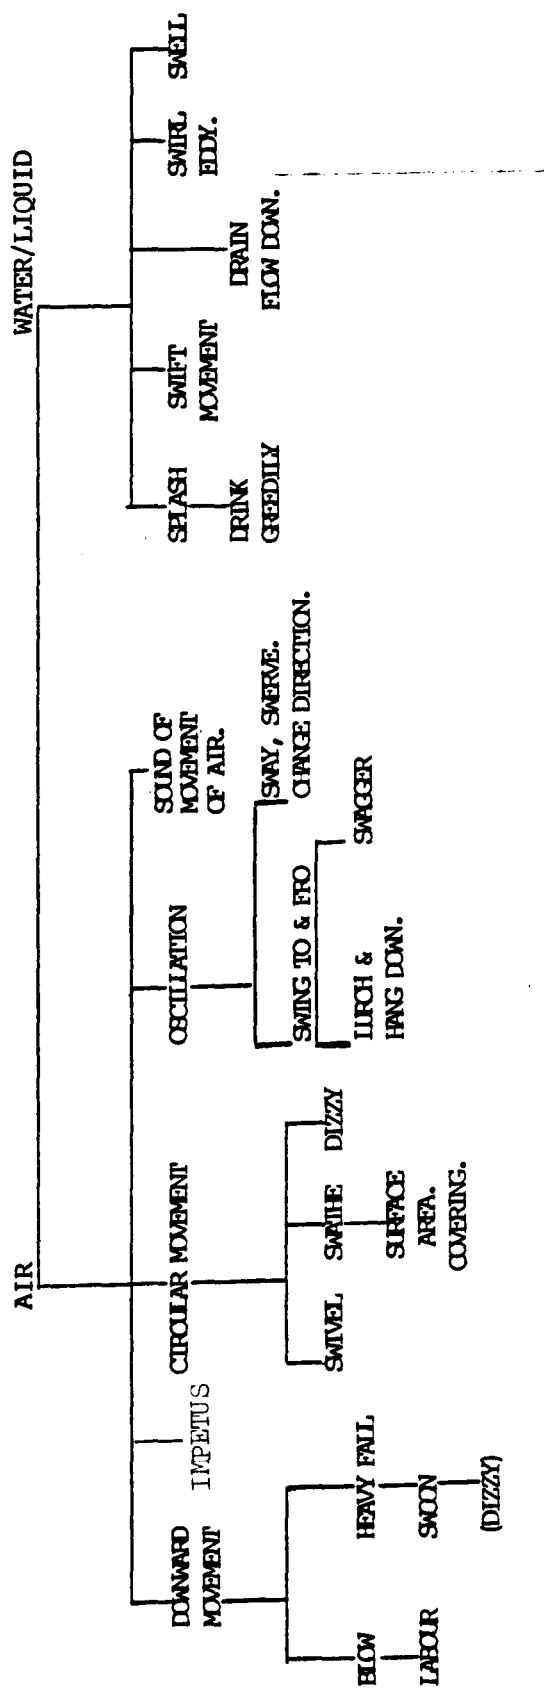 AIR
WATER/LIQUID
DOWNWARD
MOVEMENT
IMPETUS
CIRCULAR MOVEMENT
OSCILLATION
SOUND OF
MOVEMENT
OF AIR.
SPLASH
SWIFT
MOVEMENT
SWIRL
EDDY.
SWELL
DRINK
GREEDILY
DRAIN
FLOW DOWN.
BLOW
HEAVY FALL
SWIVEL
SWATHE
DIZZY
SWING TO & FRO
SWAY, SWERVE.
CHANGE DIRECTION.
LABOUR
SWOON
(DIZZY)
SURFACE
AREA.
COVERING.
LURCH &
HANG DOWN.
SWAGGER